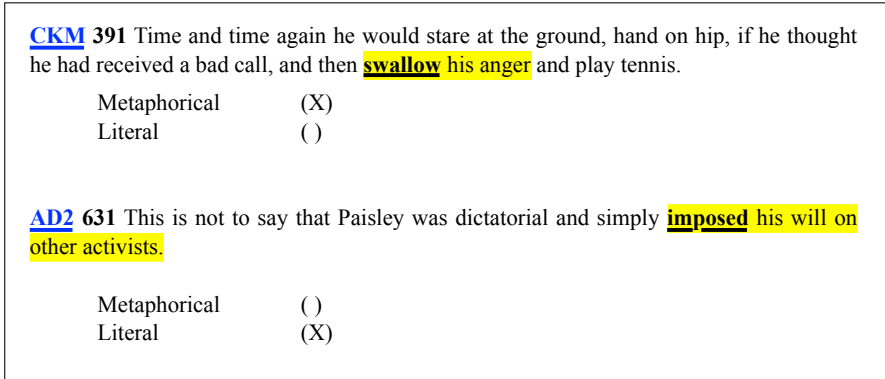 CKM 391 Time and time again he would stare at the ground, hand on hip, if he thought
he had received a bad call, and then swallow his anger and play tennis.
Metaphorical (X)
Literal ( )
AD2 631 This is not to say that Paisley was dictatorial and simply imposed his will on
other activists.
Metaphorical ( )
Literal (X)